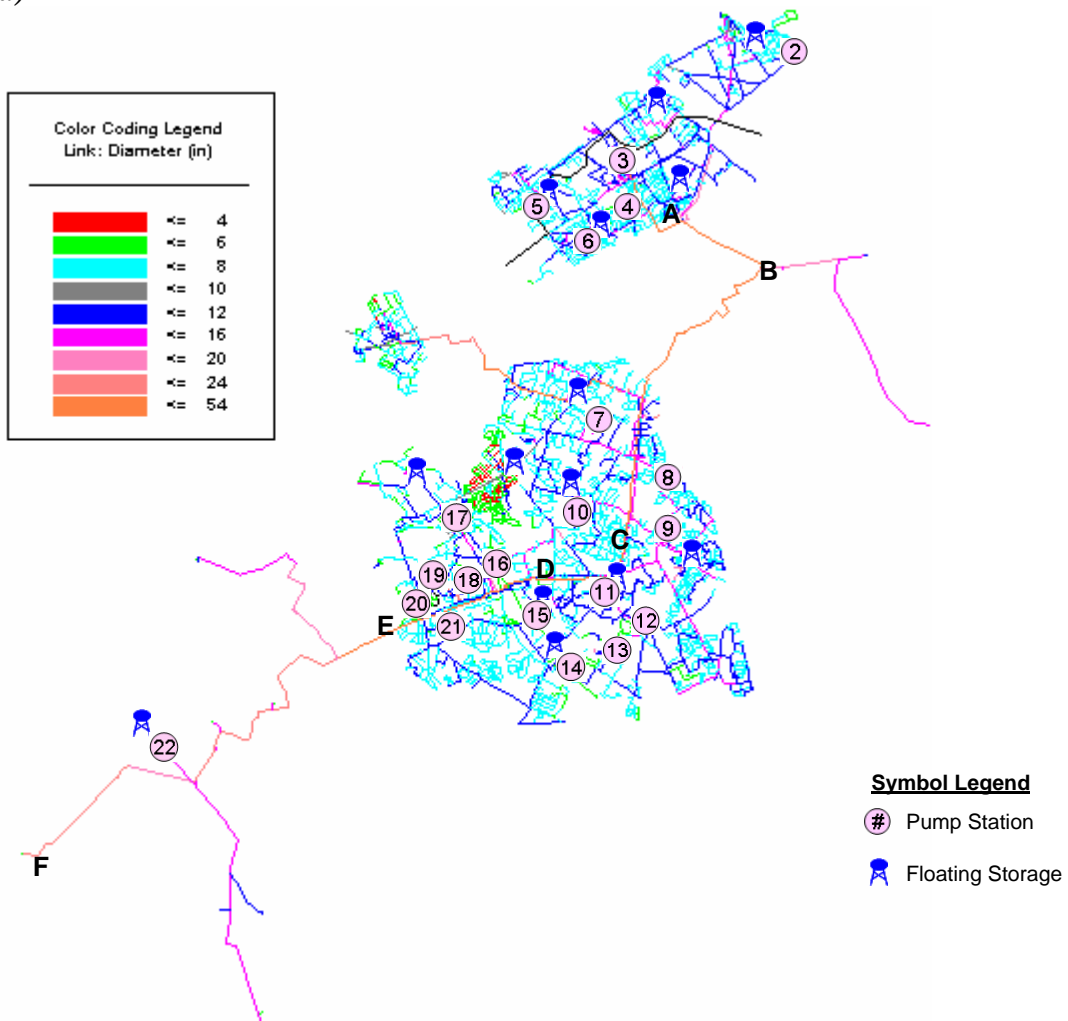 2
Color Coding Legend
Link: Diameter (in)
<= 4
<= 6
<= 8
<= 10
<= 12
<= 16
<= 20
<= 24
<= 54
3
5
4
A
6
B
7
8
10
17
9
C
16
D
19
18
11
20
15
12
E
21
13
14
22
F
Symbol Legend
# Pump Station
Floating Storage